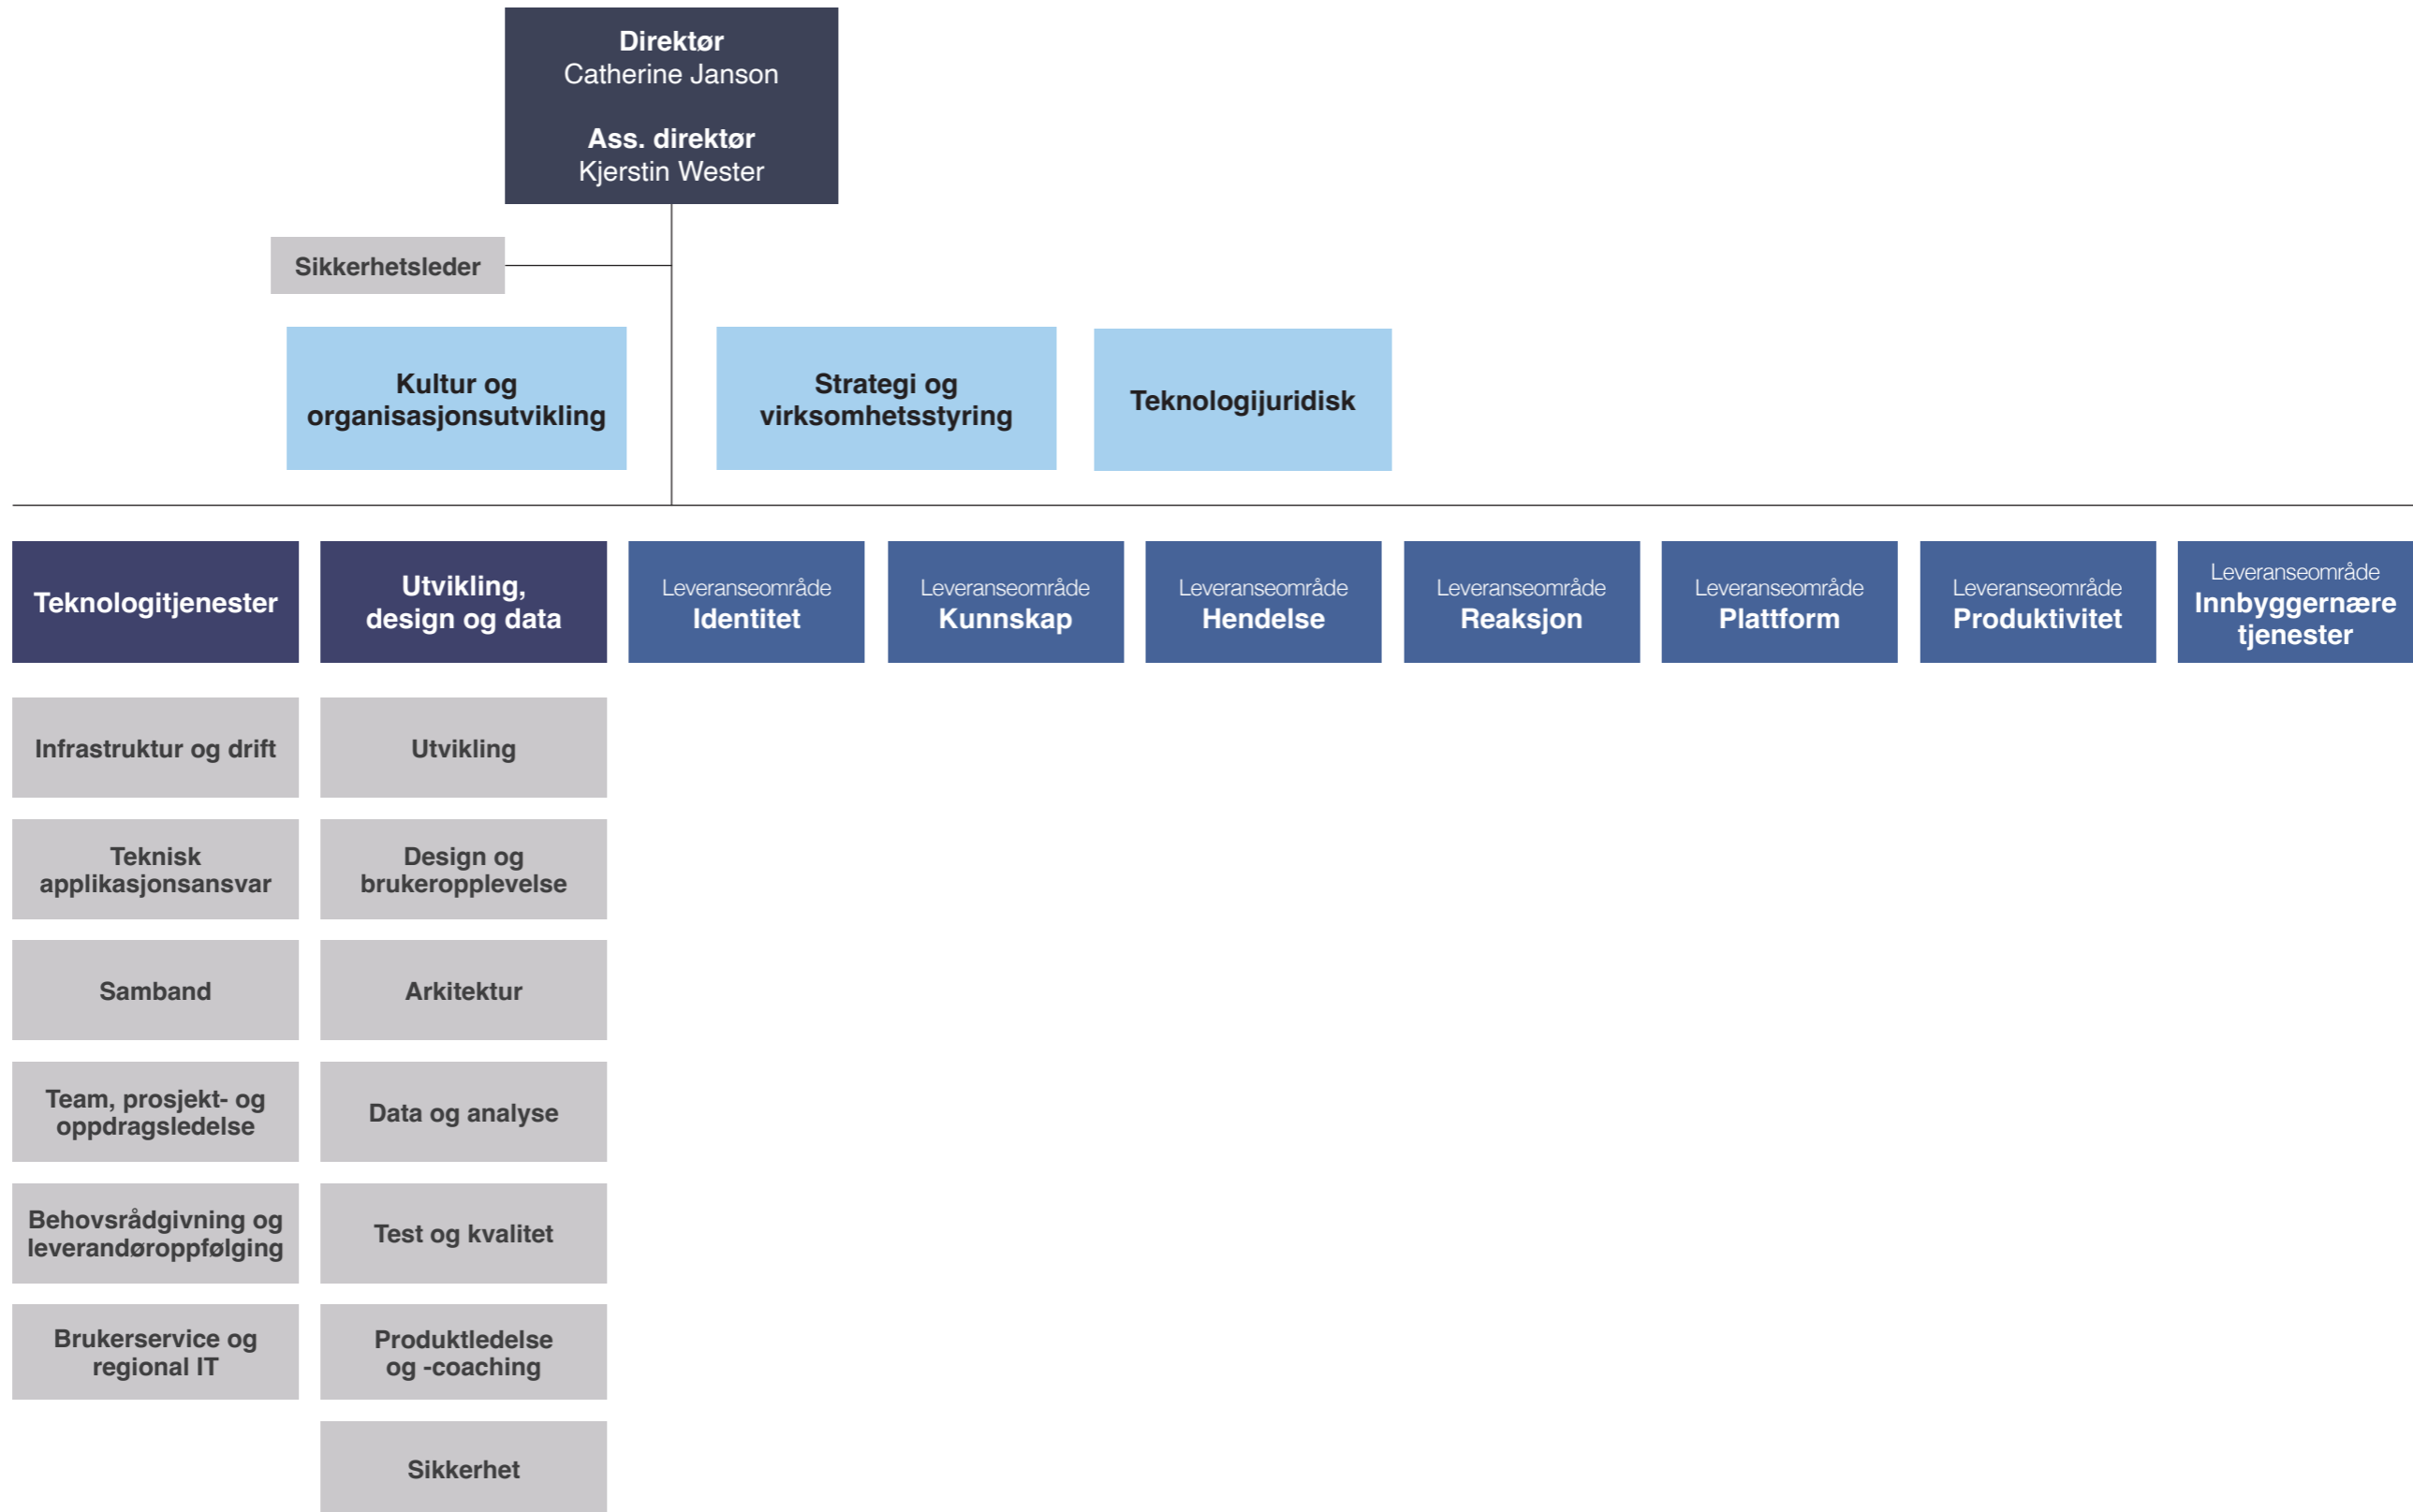 Direktør
Catherine Janson
Ass. direktør
Kjerstin Wester
Sikkerhetsleder
Kultur og
organisasjonsutvikling
Strategi og
virksomhetsstyring
Teknologijuridisk
Teknologitjenester
Utvikling,
design og data
Leveranseområde
Identitet
Leveranseområde
Kunnskap
Leveranseområde
Hendelse
Leveranseområde
Reaksjon
Leveranseområde
Plattform
Leveranseområde
Produktivitet
Leveranseområde
Innbyggernære
tjenester
Infrastruktur og drift
Utvikling
Teknisk
applikasjonsansvar
Design og
brukeropplevelse
Samband
Arkitektur
Team, prosjekt- og
oppdragsledelse
Data og analyse
Behovsrådgivning og
leverandøroppfølging
Test og kvalitet
Brukerservice og
regional IT
Produktledelse
og -coaching
Sikkerhet